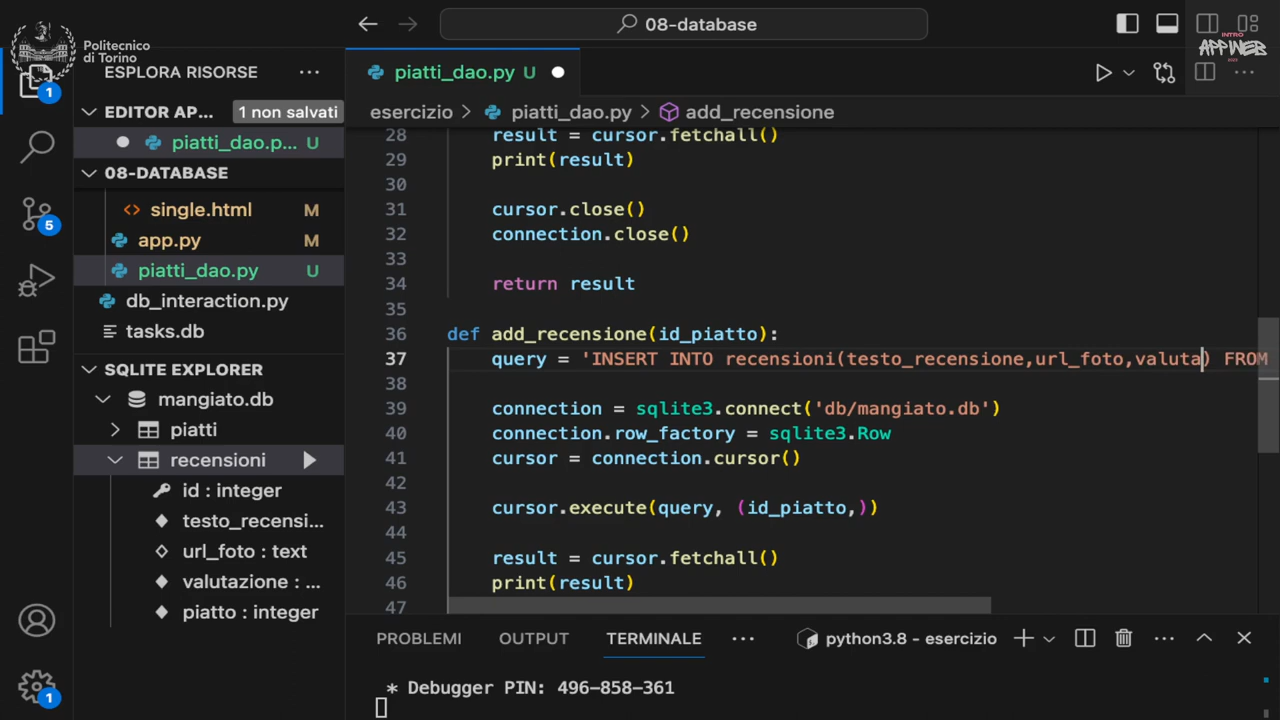 08-database
Politecnico
di Torino
INTRO
APPIWEB
ESPLORA RISORSE
EDITOR AP... 1 non salvati
piatti_dao.p... U
08-DATABASE
single.html M
app.py M
piatti_dao.py U
db_interaction.py
tasks.db
SQLITE EXPLORER
mangiato.db
piatti
recensioni
id : integer
testo_recensi...
url_foto : text
valutazione : ...
piatto : integer
1
5
1
piatti_dao.py U
esercizio > piatti_dao.py > add_recensione
28 result = cursor.fetchall()
29 print(result)
30
31 cursor.close()
32 connection.close()
33
34 return result
35
36 def add_recensione(id_piatto):
37 query = 'INSERT INTO recensioni(testo_recensione,url_foto,valuta) FROM
38
39 connection = sqlite3.connect('db/mangiato.db')
40 connection.row_factory = sqlite3.Row
41 cursor = connection.cursor()
42
43 cursor.execute(query, (id_piatto,))
44
45 result = cursor.fetchall()
46 print(result)
47
PROBLEMI OUTPUT TERMINALE ... python3.8 - esercizio
* Debugger PIN: 496-858-361